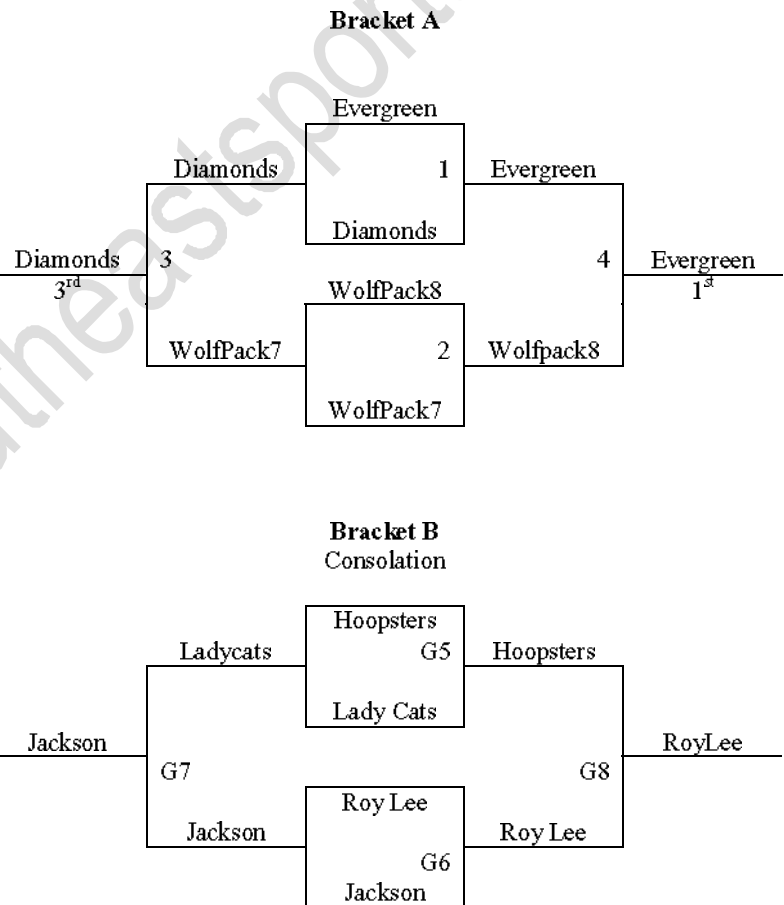 Bracket A
Evergreen
Diamonds 1 Evergreen
Diamonds
Diamonds 3 4 Evergreen
3rd WolfPack8 1st
WolfPack7 2 Wolfpack8
WolfPack7
Bracket B
Consolation
Hoopsters
Ladycats G5 Hoopsters
Lady Cats
Jackson RoyLee
G7 G8
Roy Lee
Jackson Roy Lee
G6
Jackson